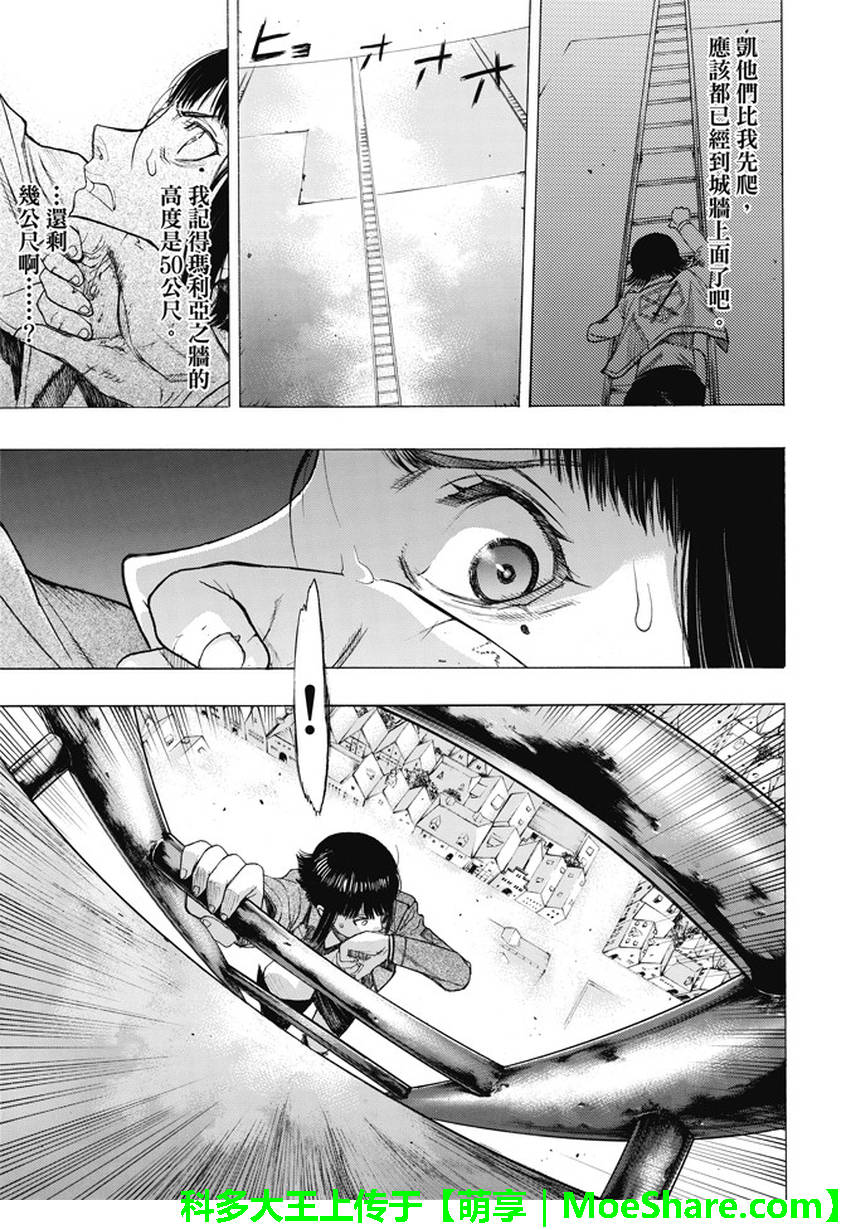 凱他們比我先爬，
應該都已經到城牆上面了吧。
ヒョオオオ
我記得瑪利亞之牆的
高度是50公尺。
…還剩
幾公尺啊……？
！
科多大王上传于【萌享｜MoeShare.com】